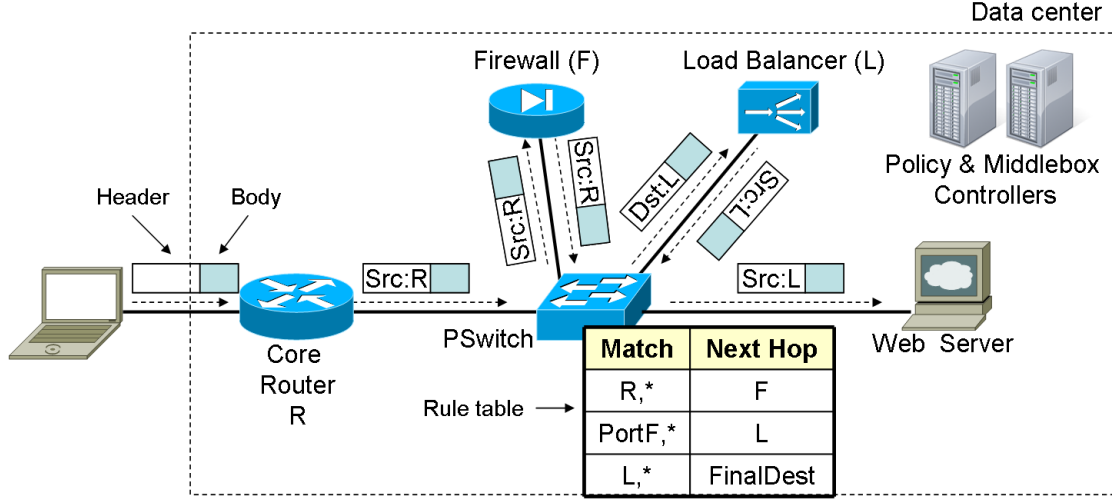 Data center
Firewall (F)
Load Balancer (L)
Policy & Middlebox
Controllers
Src:R
Src:R
Dst:L
Src:L
Header
Body
Src:R
Src:L
PSwitch
Web Server
Core
Router
R
Rule table
Match Next Hop
R,* F
PortF,* L
L,* FinalDest